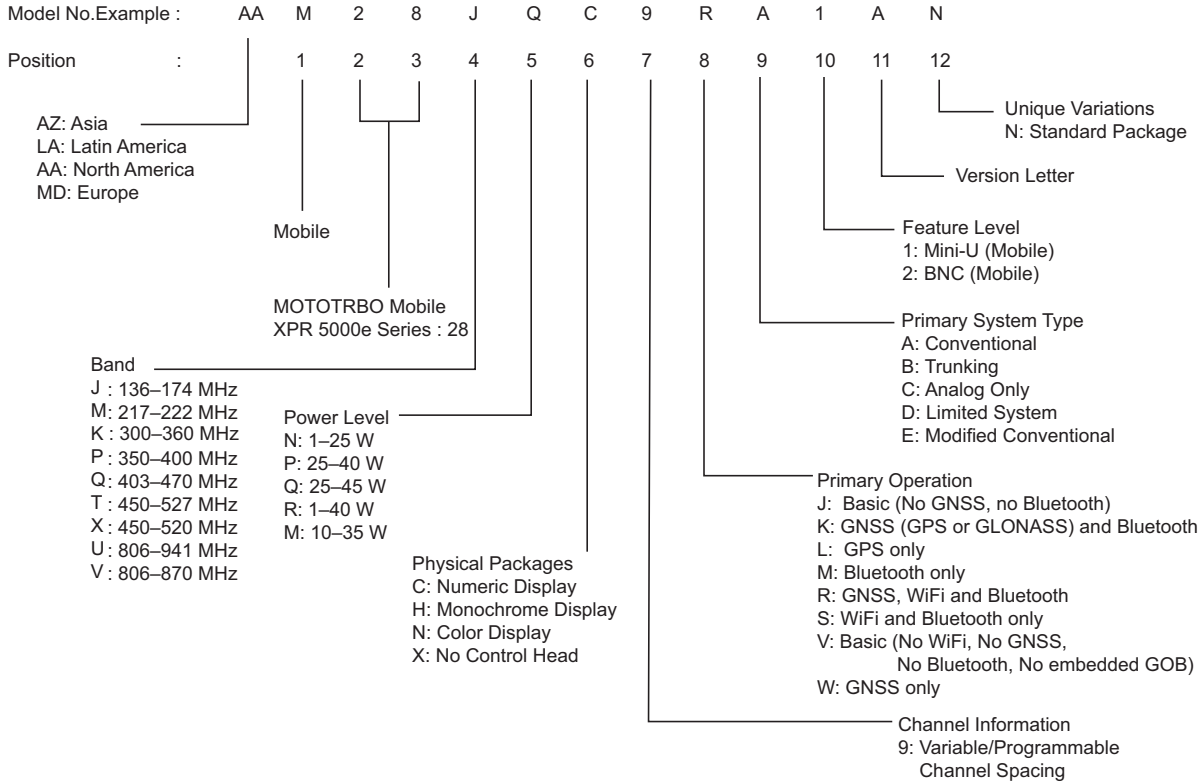 Model No.Example : AA M 2 8 J Q C 9 R A 1 A N
Position : 1 2 3 4 5 6 7 8 9 10 11 12
AZ: Asia
LA: Latin America
AA: North America
MD: Europe
Mobile
MOTOTRBO Mobile
XPR 5000e Series : 28
Band
J : 136–174 MHz
M: 217–222 MHz
K : 300–360 MHz
P : 350–400 MHz
Q : 403–470 MHz
T : 450–527 MHz
X : 450–520 MHz
U : 806–941 MHz
V : 806–870 MHz
Power Level
N: 1–25 W
P: 25–40 W
Q: 25–45 W
R: 1–40 W
M: 10–35 W
Physical Packages
C: Numeric Display
H: Monochrome Display
N: Color Display
X: No Control Head
Unique Variations
N: Standard Package
Version Letter
Feature Level
1: Mini-U (Mobile)
2: BNC (Mobile)
Primary System Type
A: Conventional
B: Trunking
C: Analog Only
D: Limited System
E: Modified Conventional
Primary Operation
J: Basic (No GNSS, no Bluetooth)
K: GNSS (GPS or GLONASS) and Bluetooth
L: GPS only
M: Bluetooth only
R: GNSS, WiFi and Bluetooth
S: WiFi and Bluetooth only
V: Basic (No WiFi, No GNSS,
No Bluetooth, No embedded GOB)
W: GNSS only
Channel Information
9: Variable/Programmable
Channel Spacing